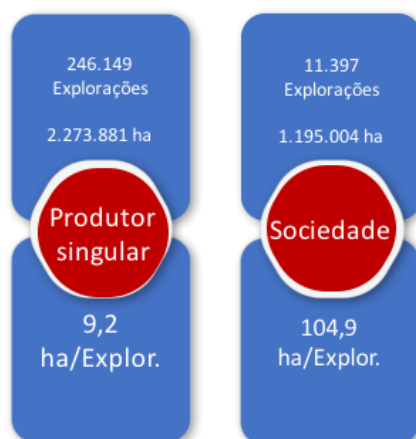 246.149
Explorações
2.273.881 ha
Produtor
singular
9,2
ha/Explor.
11.397
Explorações
1.195.004 ha
Sociedade
104,9
ha/Explor.